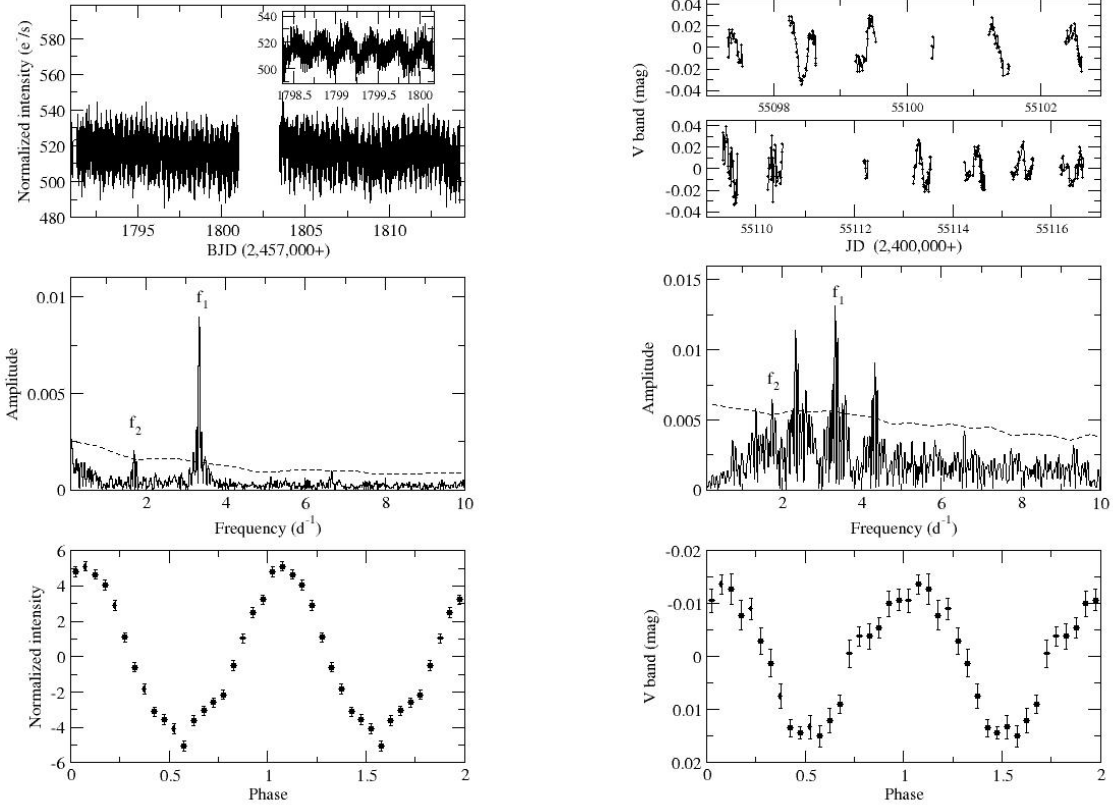 600
580
560
540
520
500
480
Normalized intensity (e⁻/s)
540
520
500
1798.5 1799 1799.5 1800
1795 1800 1805 1810
BJD (2,457,000+)
0.04
0.02
0
-0.02
-0.04
55098 55100 55102
V band (mag)
0.04
0.02
0
-0.02
-0.04
55110 55112 55114 55116
JD (2,400,000+)
0.01
0.005
0
Amplitude
f₁
f₂
2 4 6 8 10
Frequency (d⁻¹)
0.015
0.01
0.005
0
Amplitude
f₁
f₂
2 4 6 8 10
Frequency (d⁻¹)
6
4
2
0
-2
-4
-6
Normalized intensity
0 0.5 1 1.5 2
Phase
-0.02
-0.01
0
0.01
0.02
V band (mag)
0 0.5 1 1.5 2
Phase